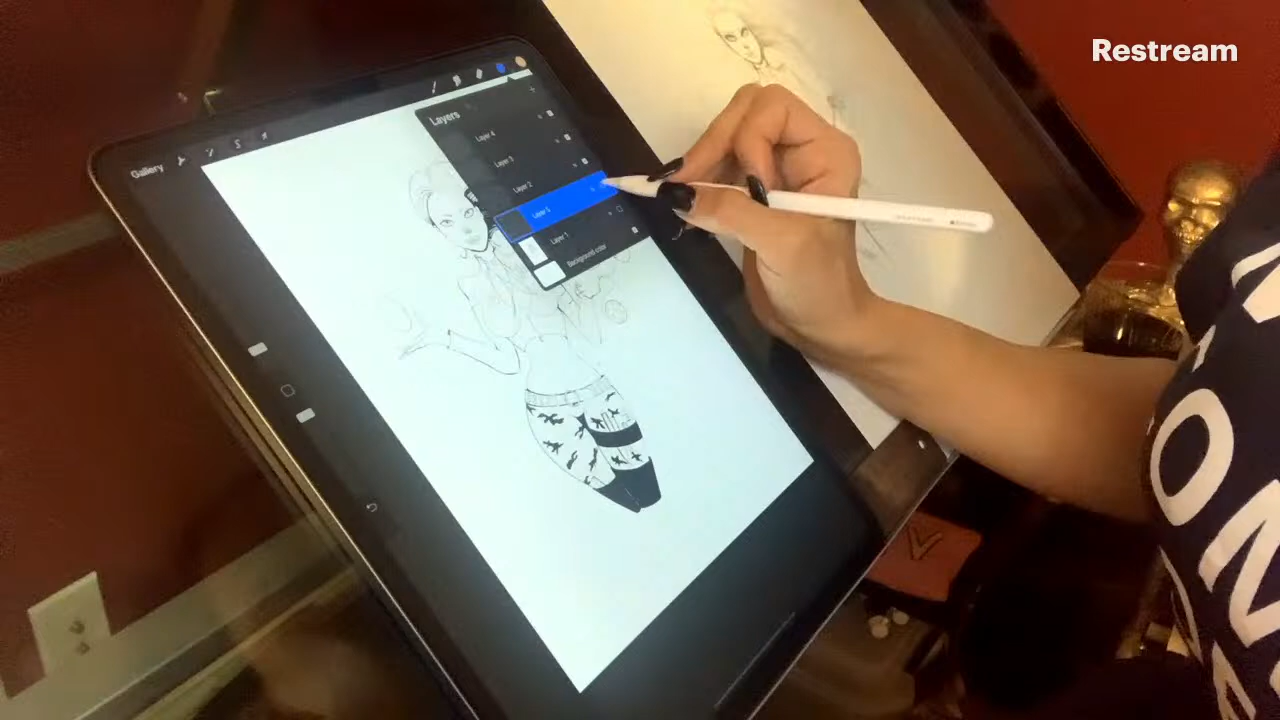 Restream
Gallery
Layers
Layer 4
Layer 3
Layer 2
Layer 5
Layer 1
Background color